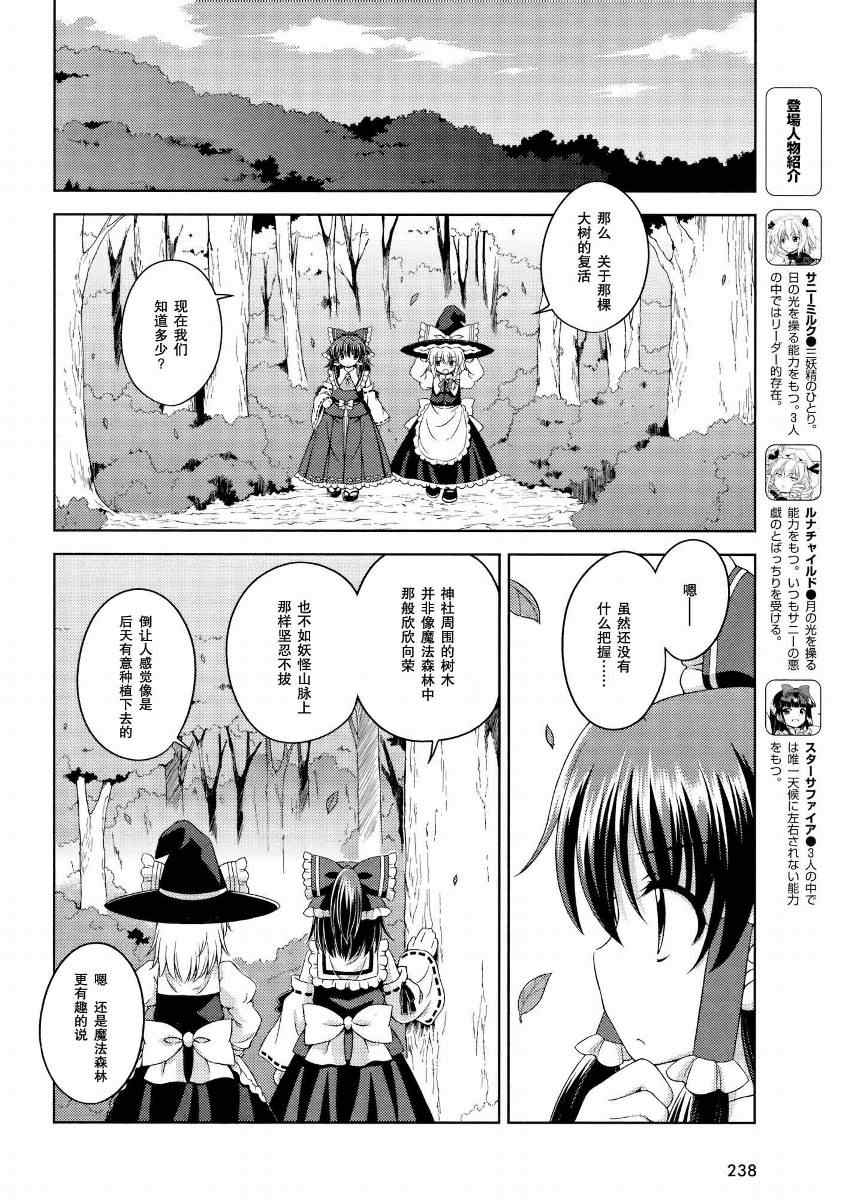 那么 关于那棵
大树的复活
现在我们
知道多少？
嗯——
虽然还没有
什么把握……
神社周围的树木
并非像魔法森林中
那般欣欣向荣
也不如妖怪山脉上
那样坚忍不拔
倒让人感觉像是
后天有意种植下去的
嗯 还是魔法森林
更有趣的说
登場人物紹介
サニーミルク●三妖精のひとり。
日の光を操る能力をもつ。3人
の中ではリーダー的存在。
ルナチャイルド●月の光を操る
能力をもつ。いつもサニーの悪
戯のとばっちりを受ける。
スターサファイア●3人の中で
は唯一天候に左右されない能力
をもつ。
238